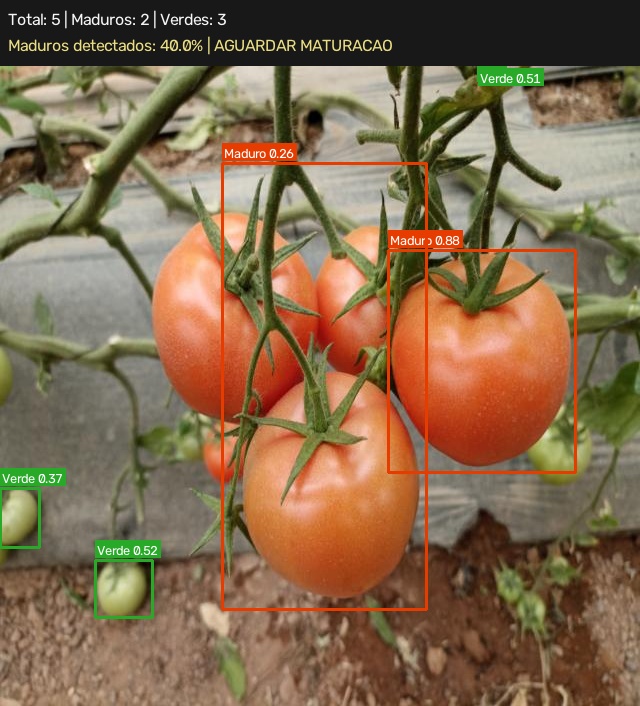 Total: 5 | Maduros: 2 | Verdes: 3
Maduros detectados: 40.0% | AGUARDAR MATURACAO
Verde 0.51
Maduro 0.26
Maduro 0.88
Verde 0.37
Verde 0.52